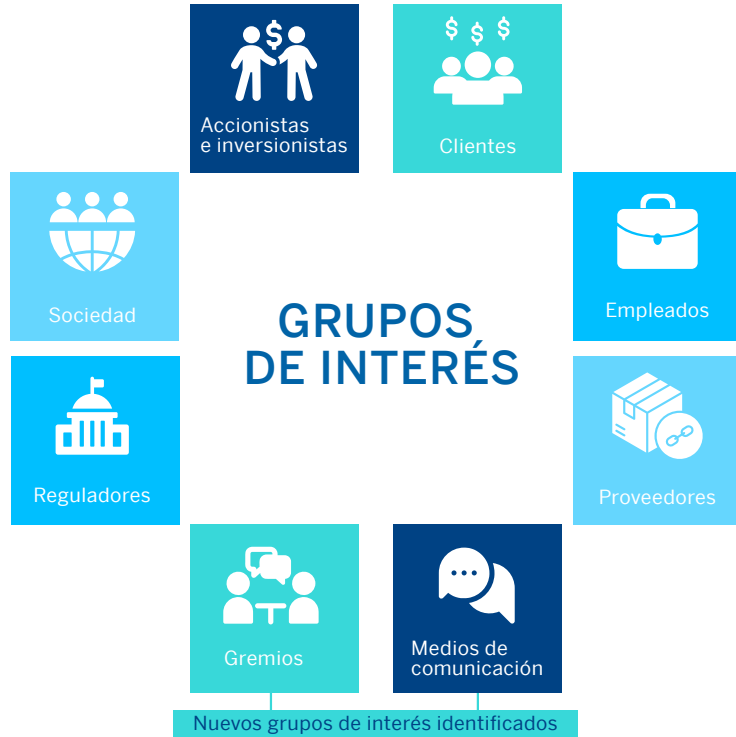 $
$ $ $
Accionistas
e inversionistas
Clientes
Sociedad
Empleados
GRUPOS
DE INTERÉS
Reguladores
Proveedores
Gremios
Medios de
comunicación
Nuevos grupos de interés identificados